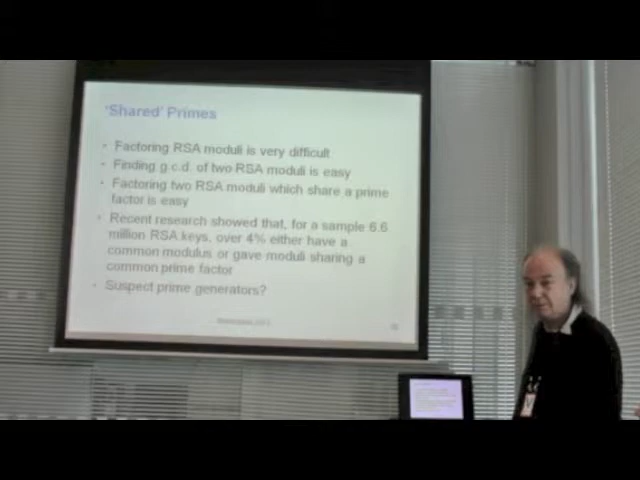 'Shared' Primes
• Factoring RSA moduli is very difficult
• Finding g.c.d. of two RSA moduli is easy
• Factoring two RSA moduli which share a prime
factor is easy
• Recent research showed that, for a sample 6.6
million RSA keys, over 4% either have a
common modulus or gave moduli sharing a
common prime factor
• Suspect prime generators?